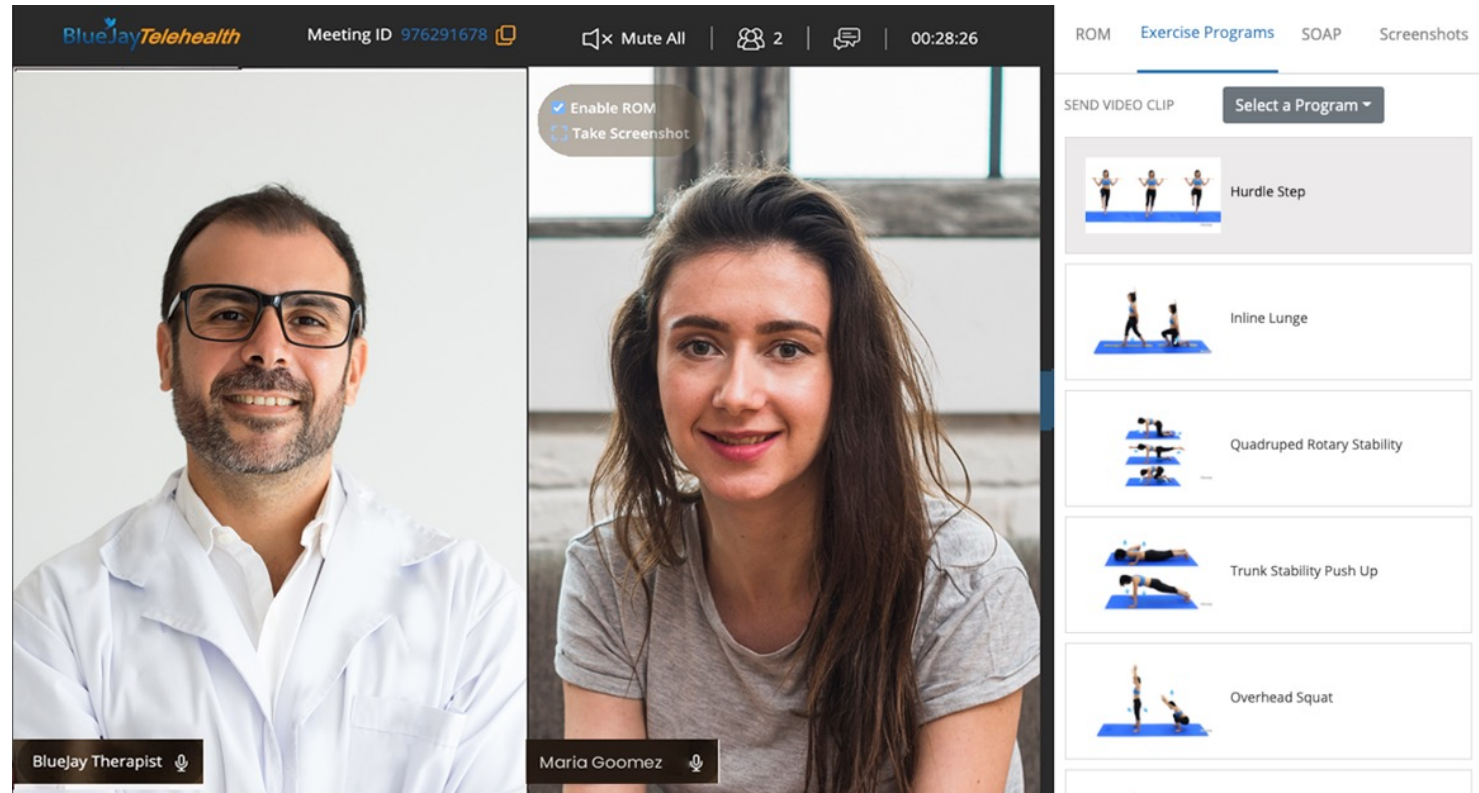 BlueJayTelehealth
Meeting ID 976291678
Mute All
2
00:28:26
Enable ROM
Take Screenshot
BlueJay Therapist
Maria Goomez
ROM Exercise Programs SOAP Screenshots
SEND VIDEO CLIP Select a Program
Hurdle Step
Inline Lunge
Quadruped Rotary Stability
Trunk Stability Push Up
Overhead Squat